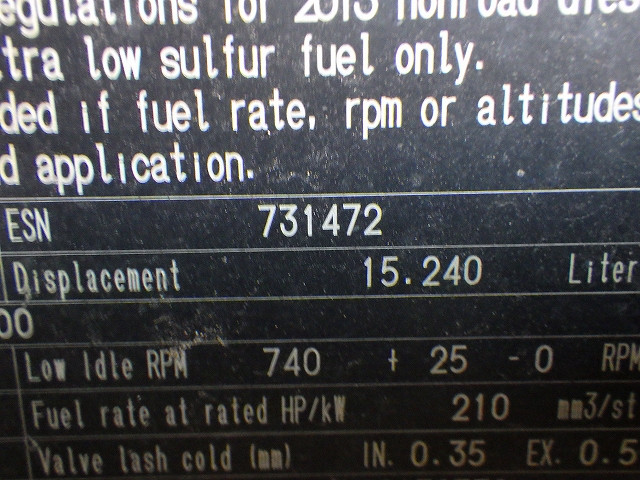 egulations for 2013 nonroad dies
tra low sulfur fuel only.
ded if fuel rate, rpm or altitudes
d application.
ESN 731472
Displacement 15.240 Liter
00
Low Idle RPM 740 + 25 - 0 RPM
Fuel rate at rated HP/kW 210 mm3/st
Valve lash cold (mm) IN. 0.35 EX. 0.5